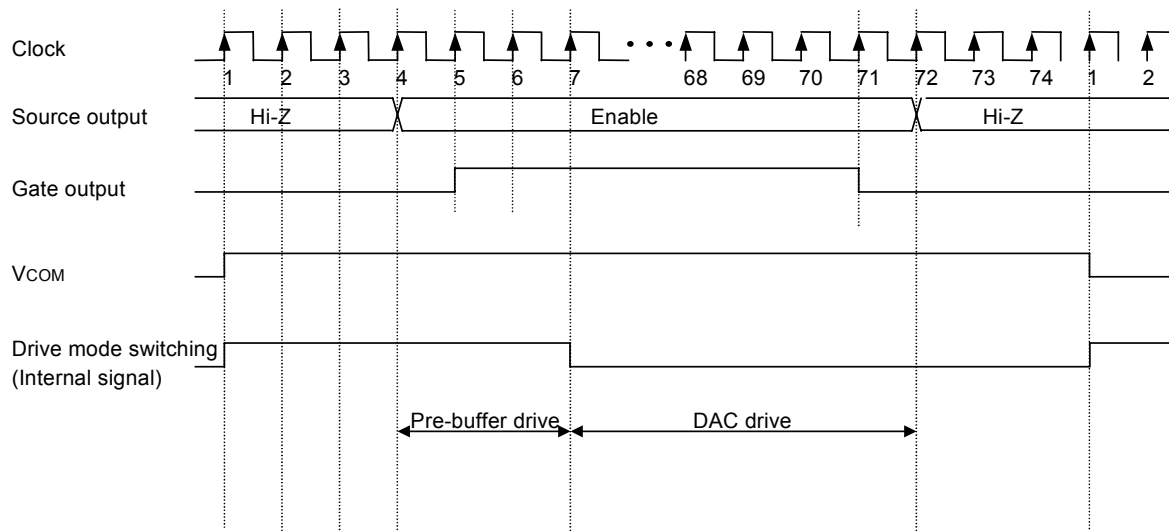 Clock
1 2 3 4 5 6 7 68 69 70 71 72 73 74 1 2
Source output Hi-Z Enable Hi-Z
Gate output
VCOM
Drive mode switching
(Internal signal)
Pre-buffer drive DAC drive